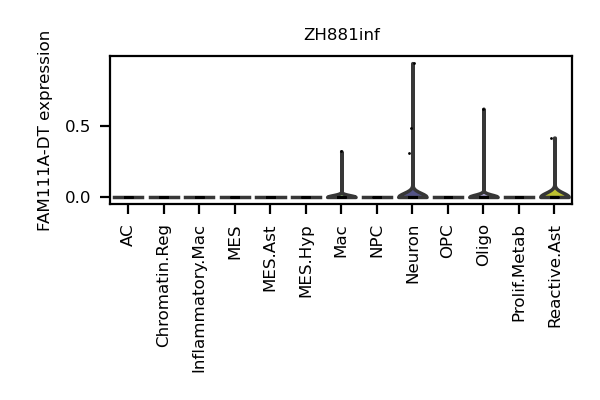 ZH881inf
FAM111A-DT expression
0.5
0.0
AC
Chromatin.Reg
Inflammatory.Mac
MES
MES.Ast
MES.Hyp
Mac
NPC
Neuron
OPC
Oligo
Prolif.Metab
Reactive.Ast